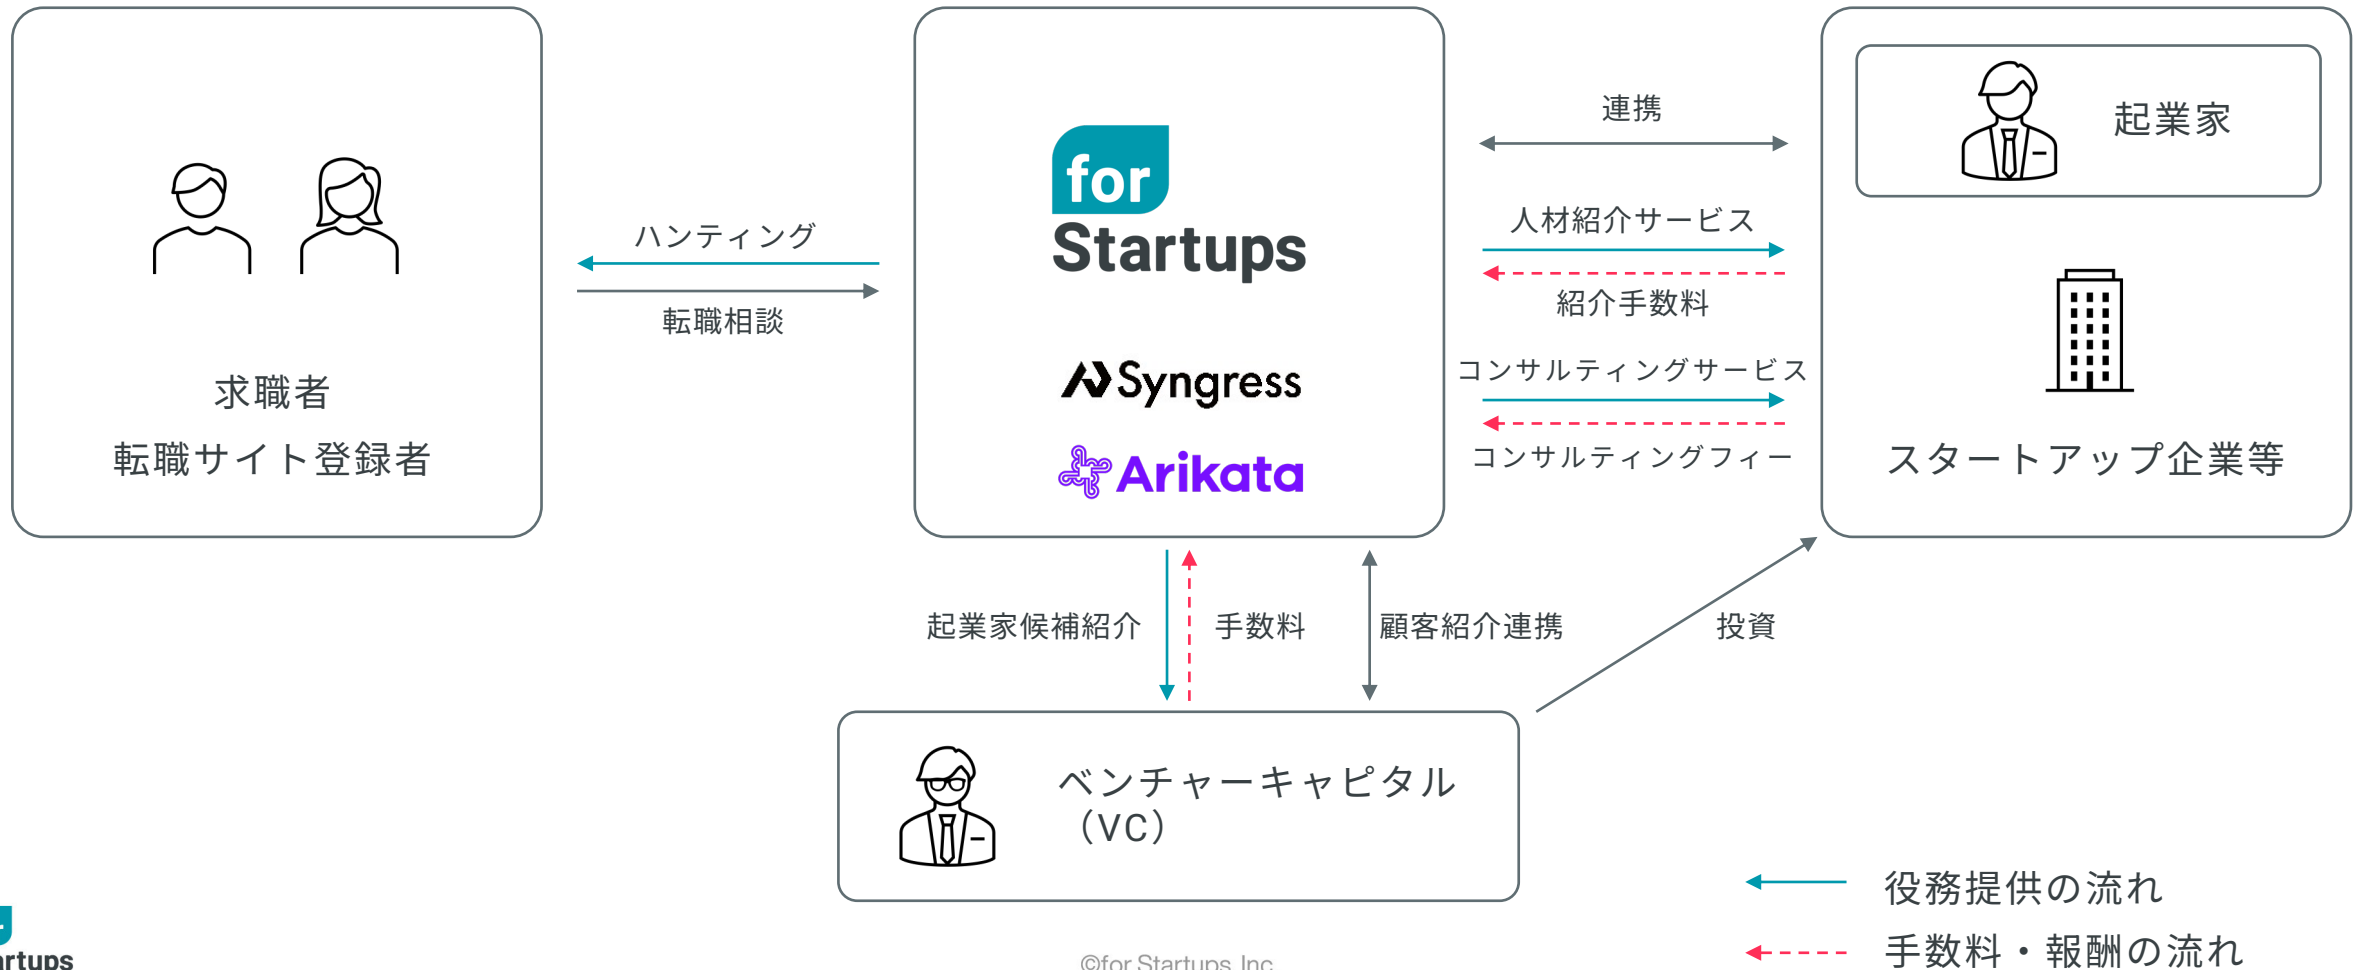 求職者
転職サイト登録者
ハンティング
転職相談
for
Startups
Syngress
Arikata
連携
人材紹介サービス
紹介手数料
コンサルティングサービス
コンサルティングフィー
起業家
スタートアップ企業等
起業家候補紹介
手数料
顧客紹介連携
投資
ベンチャーキャピタル
（VC）
役務提供の流れ
手数料・報酬の流れ
©for Startups, Inc.